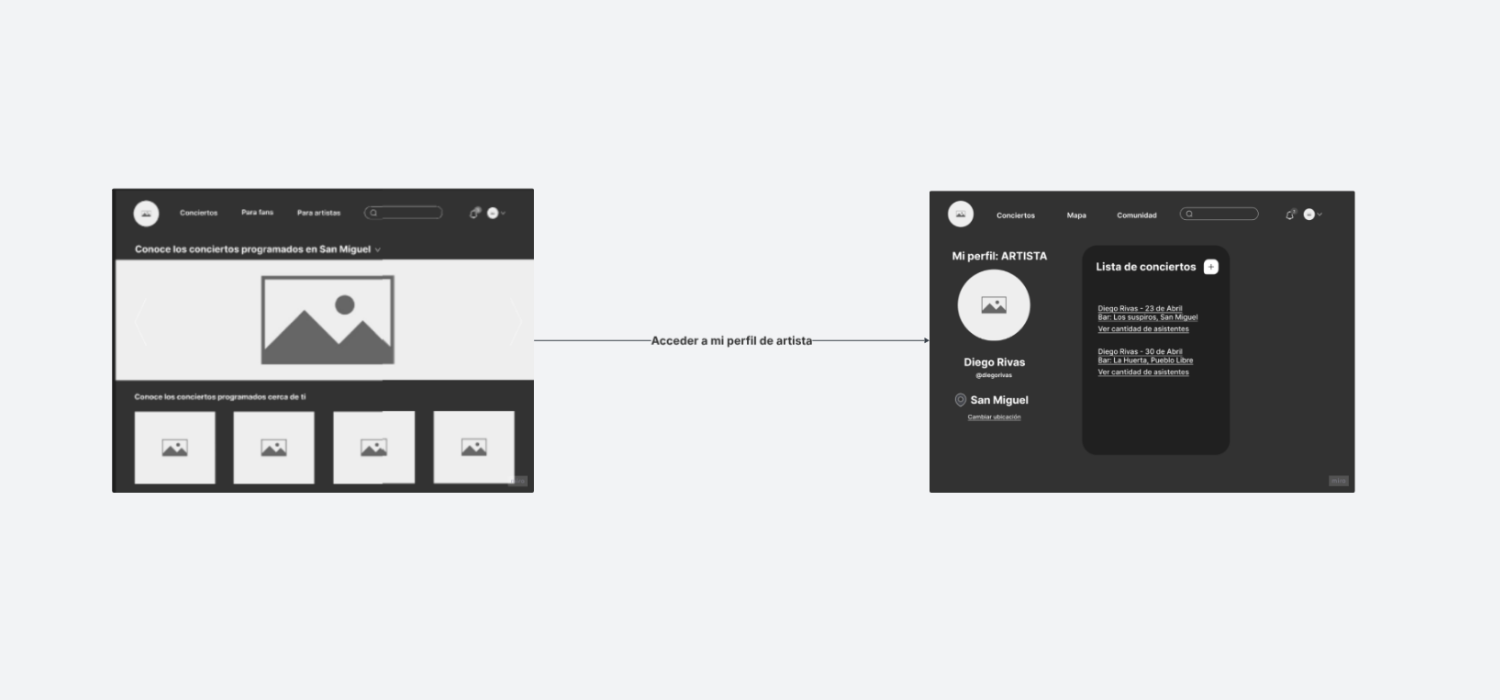 Conciertos
Para fans
Para artistas
Conoce los conciertos programados en San Miguel
Conoce los conciertos programados cerca de ti
Acceder a mi perfil de artista
Conciertos
Mapa
Comunidad
Mi perfil: ARTISTA
Diego Rivas
@diegorivas
San Miguel
Cambiar ubicación
Lista de conciertos
Diego Rivas - 23 de Abril
Bar: Los suspiros, San Miguel
Ver cantidad de asistentes
Diego Rivas - 30 de Abril
Bar: La Huerta, Pueblo Libre
Ver cantidad de asistentes